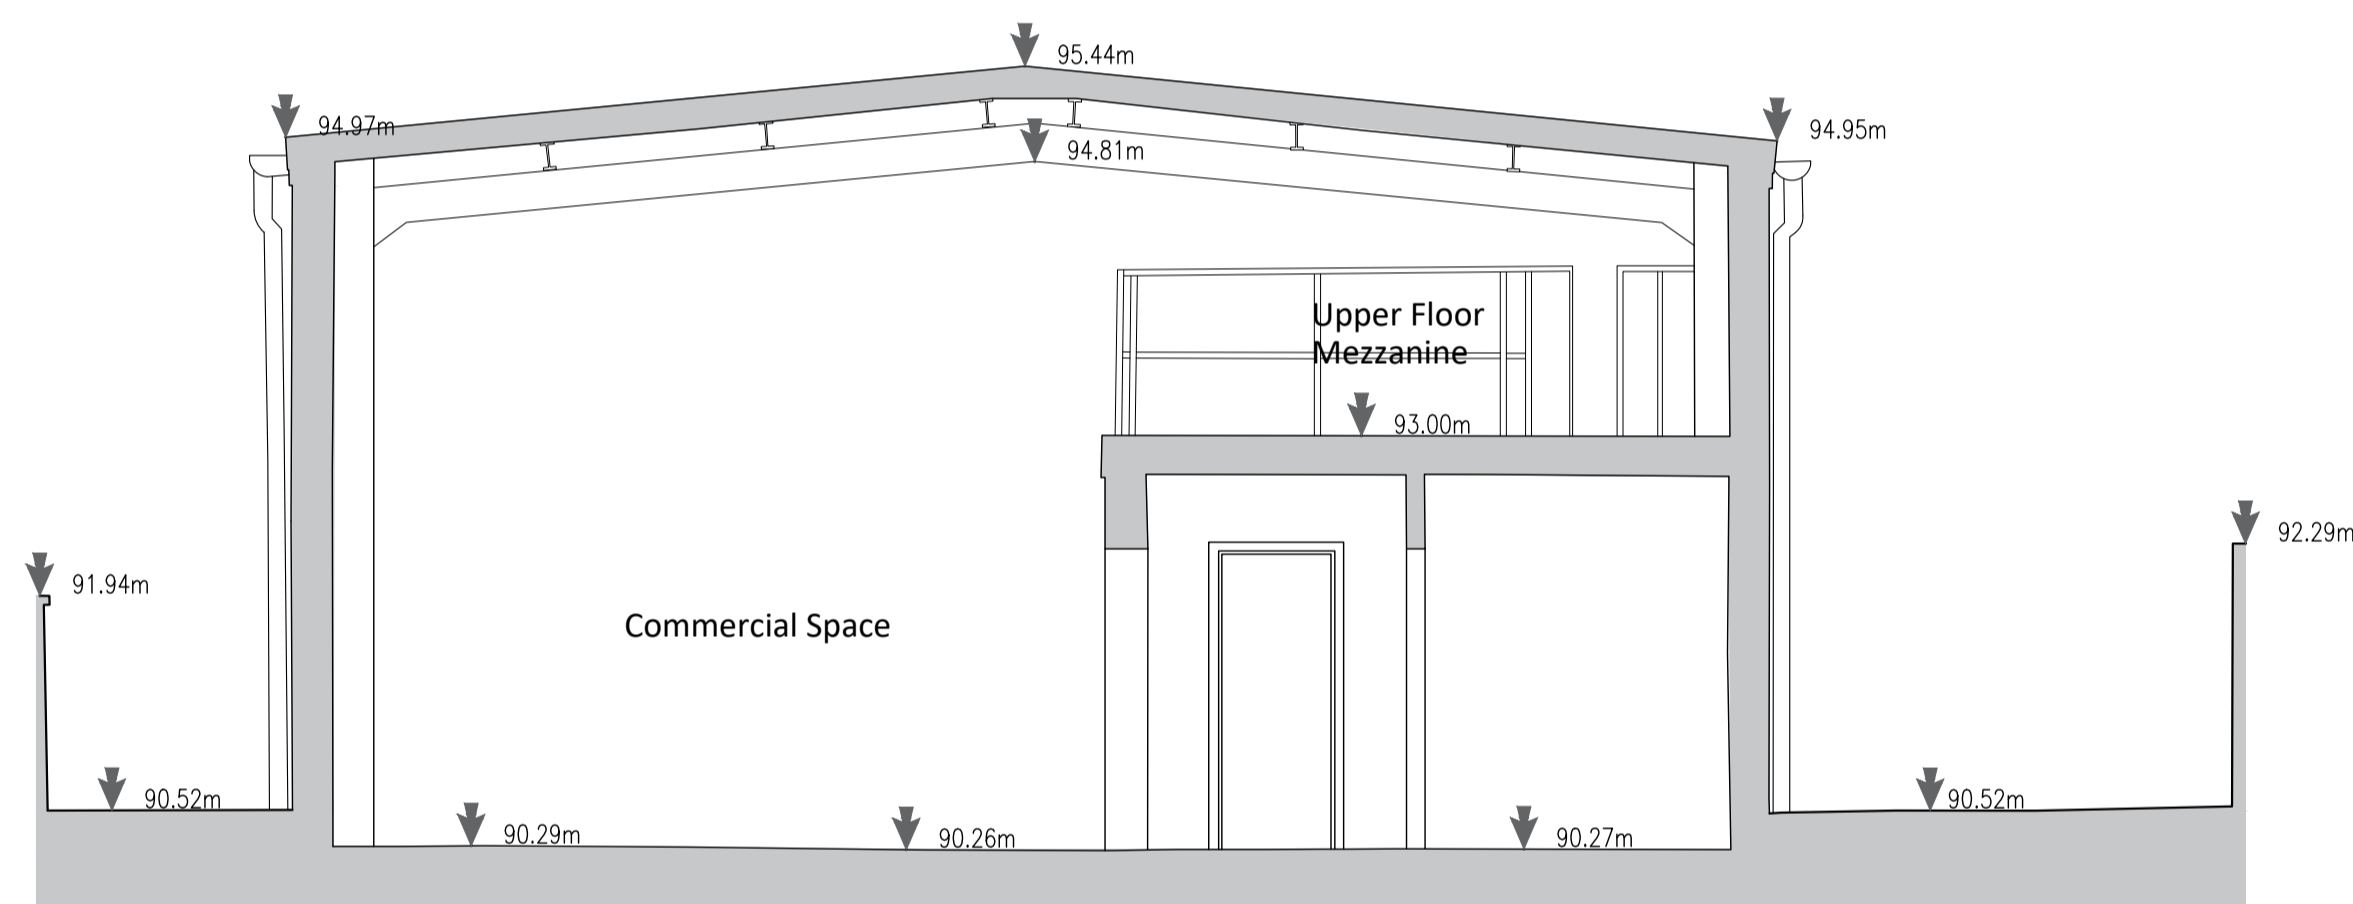 95.44m
94.97m
94.95m
94.81m
Upper Floor
Mezzanine
93.00m
92.29m
91.94m
Commercial Space
90.52m
90.52m
90.29m
90.26m
90.27m